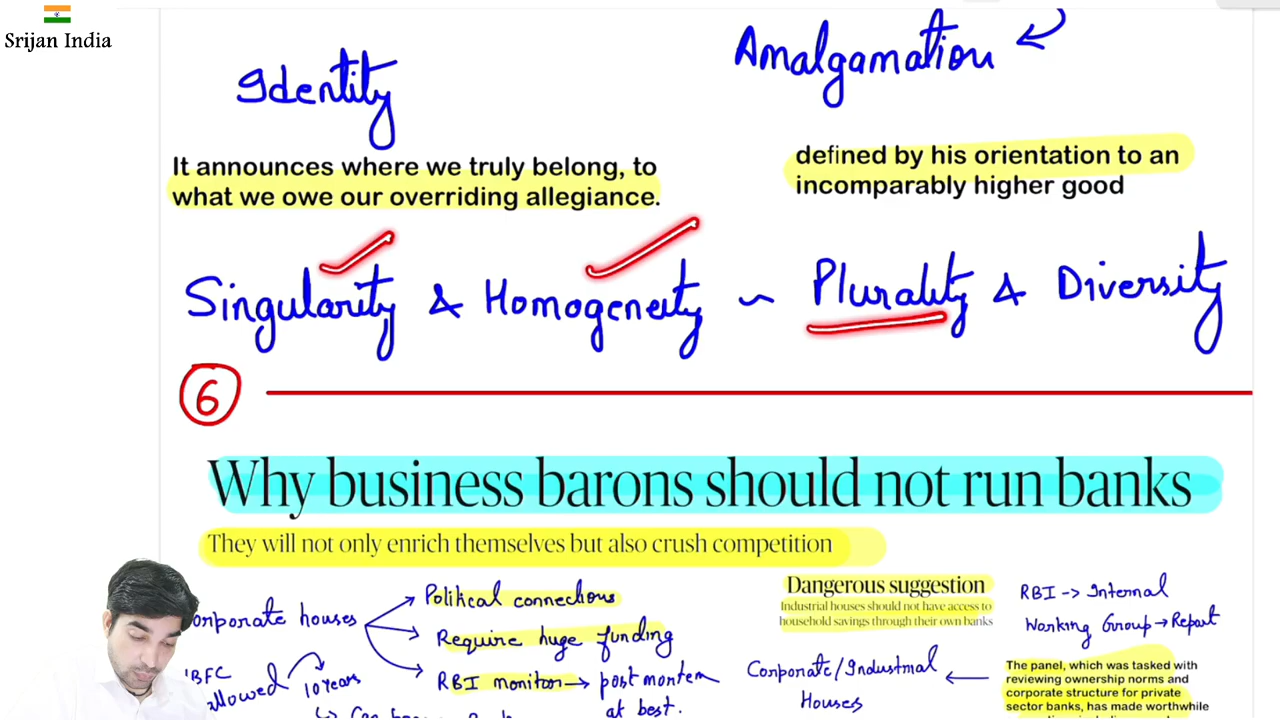 Srijan India
Identity
Amalgamation
It announces where we truly belong, to
what we owe our overriding allegiance.
defined by his orientation to an
incomparably higher good
Singularity & Homogeneity ~ Plurality & Diversity
6
Why business barons should not run banks
They will not only enrich themselves but also crush competition
orporate houses
Political connections
Require huge funding
RBI monitor → post mortem
at best.
BFC
allowed
10 years
Dangerous suggestion
Industrial houses should not have access to
household savings through their own banks
RBI -> Internal
Working Group → Report
Corporate/Industrial
Houses
The panel, which was tasked with
reviewing ownership norms and
corporate structure for private
sector banks, has made worthwhile